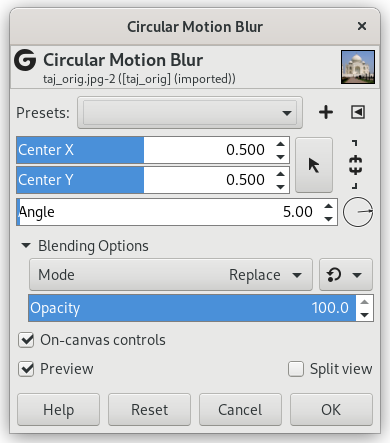 Circular Motion Blur
Circular Motion Blur
taj_orig.jpg-2 ([taj_orig] (imported))
Presets:
Center X 0.500
Center Y 0.500
Angle 5.00
Blending Options
Mode Replace
Opacity 100.0
On-canvas controls
Preview Split view
Help Reset Cancel OK